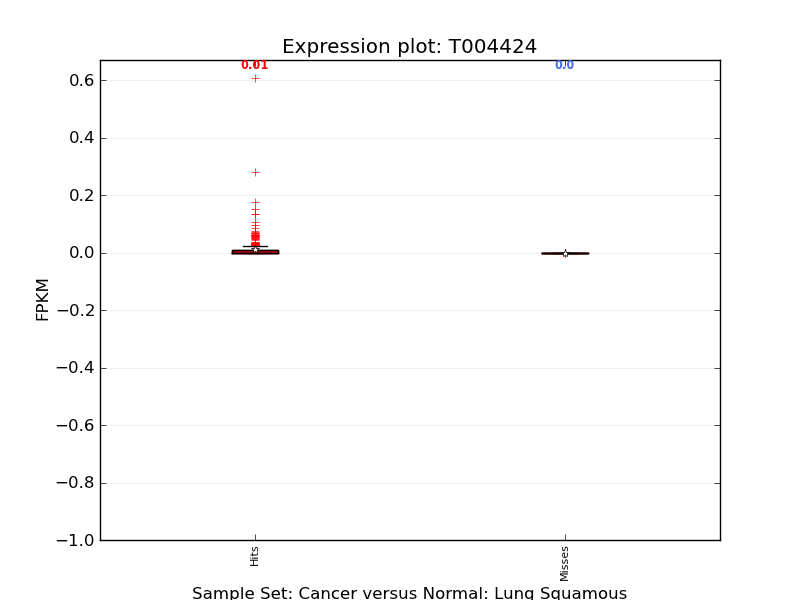 Expression plot: T004424
0.01
0.0
0.6
0.4
0.2
0.0
−0.2
−0.4
−0.6
−0.8
−1.0
FPKM
Hits
Misses
Sample Set: Cancer versus Normal: Lung Squamous